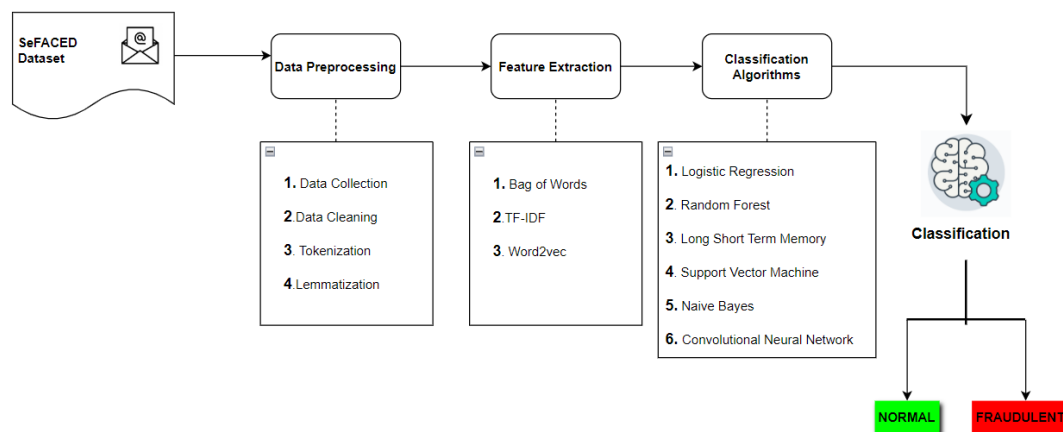 SeFACED
Dataset
@
Data Preprocessing
Feature Extraction
Classification
Algorithms
1. Data Collection
2.Data Cleaning
3. Tokenization
4.Lemmatization
1. Bag of Words
2.TF-IDF
3. Word2vec
1. Logistic Regression
2. Random Forest
3. Long Short Term Memory
4. Support Vector Machine
5. Naive Bayes
6. Convolutional Neural Network
Classification
NORMAL
FRAUDULENT